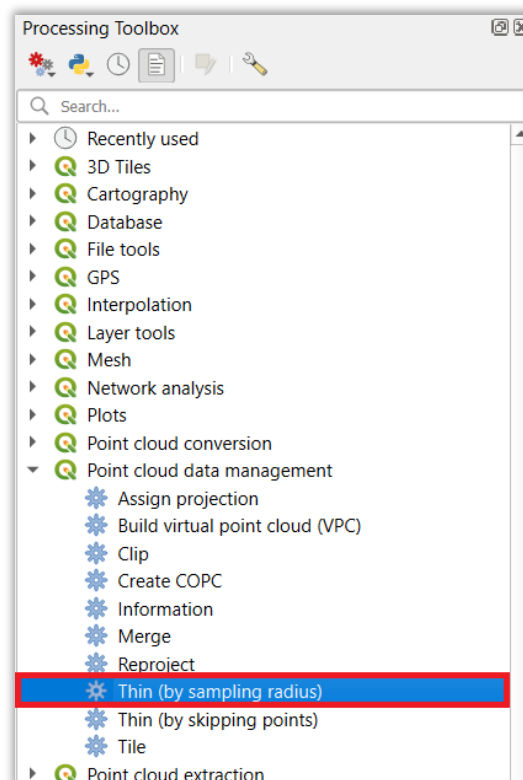 Processing Toolbox
Search...
Recently used
3D Tiles
Cartography
Database
File tools
GPS
Interpolation
Layer tools
Mesh
Network analysis
Plots
Point cloud conversion
Point cloud data management
Assign projection
Build virtual point cloud (VPC)
Clip
Create COPC
Information
Merge
Reproject
Thin (by sampling radius)
Thin (by skipping points)
Tile
Point cloud extraction